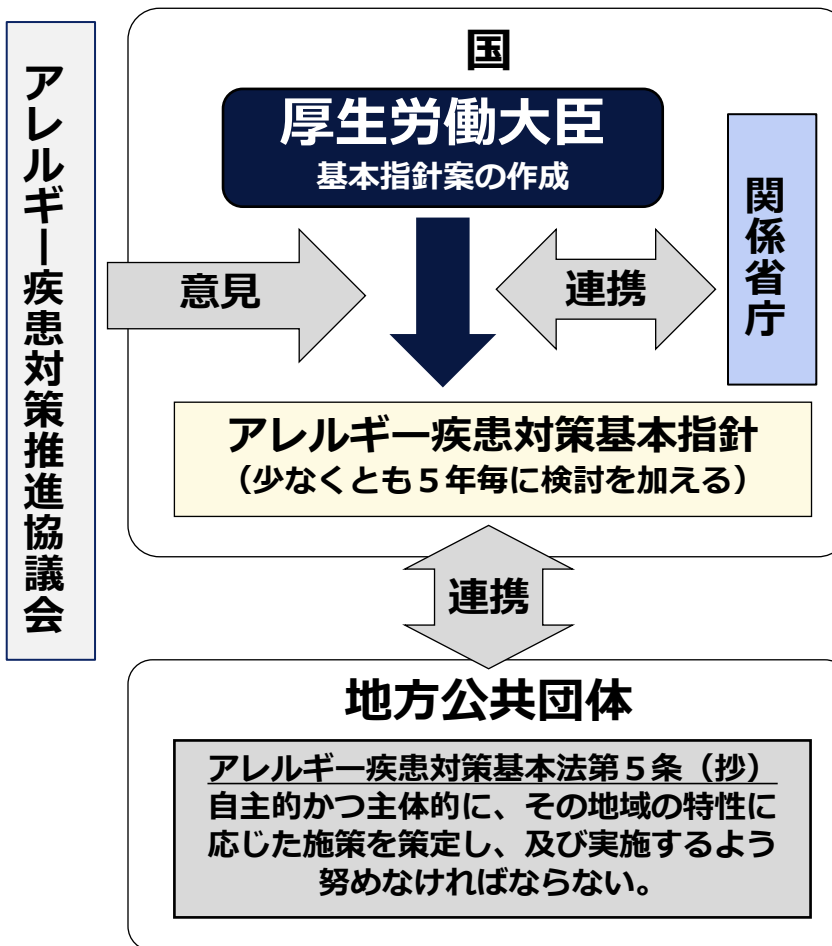 アレルギー疾患対策推進協議会
国
厚生労働大臣
基本指針案の作成
意見
連携
関係省庁
アレルギー疾患対策基本指針
（少なくとも５年毎に検討を加える）
連携
地方公共団体
アレルギー疾患対策基本法第５条（抄）
自主的かつ主体的に、その地域の特性に
応じた施策を策定し、及び実施するよう
努めなければならない。